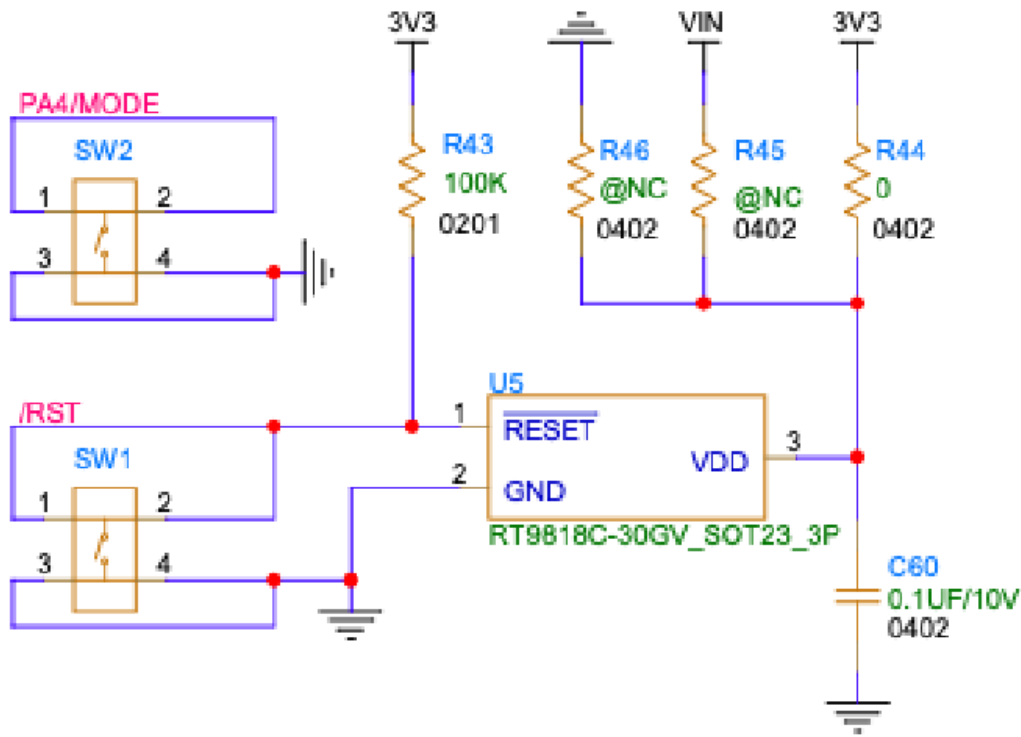 3V3
VIN
3V3
PA4/MODE
SW2
1
2
3
4
R43
100K
0201
R46
@NC
0402
R45
@NC
0402
R44
0
0402
/RST
SW1
1
2
3
4
U5
1
RESET
2
GND
VDD
3
RT9818C-30GV_SOT23_3P
C60
0.1UF/10V
0402